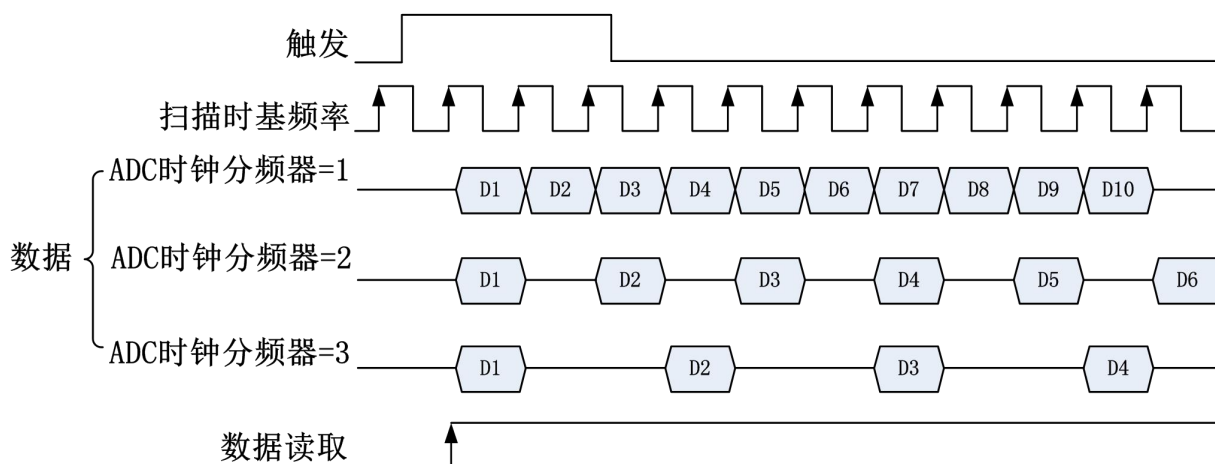 触发
扫描时基频率
ADC时钟分频器=1
D1 D2 D3 D4 D5 D6 D7 D8 D9 D10
数据
ADC时钟分频器=2
D1 D2 D3 D4 D5 D6
ADC时钟分频器=3
D1 D2 D3 D4
数据读取